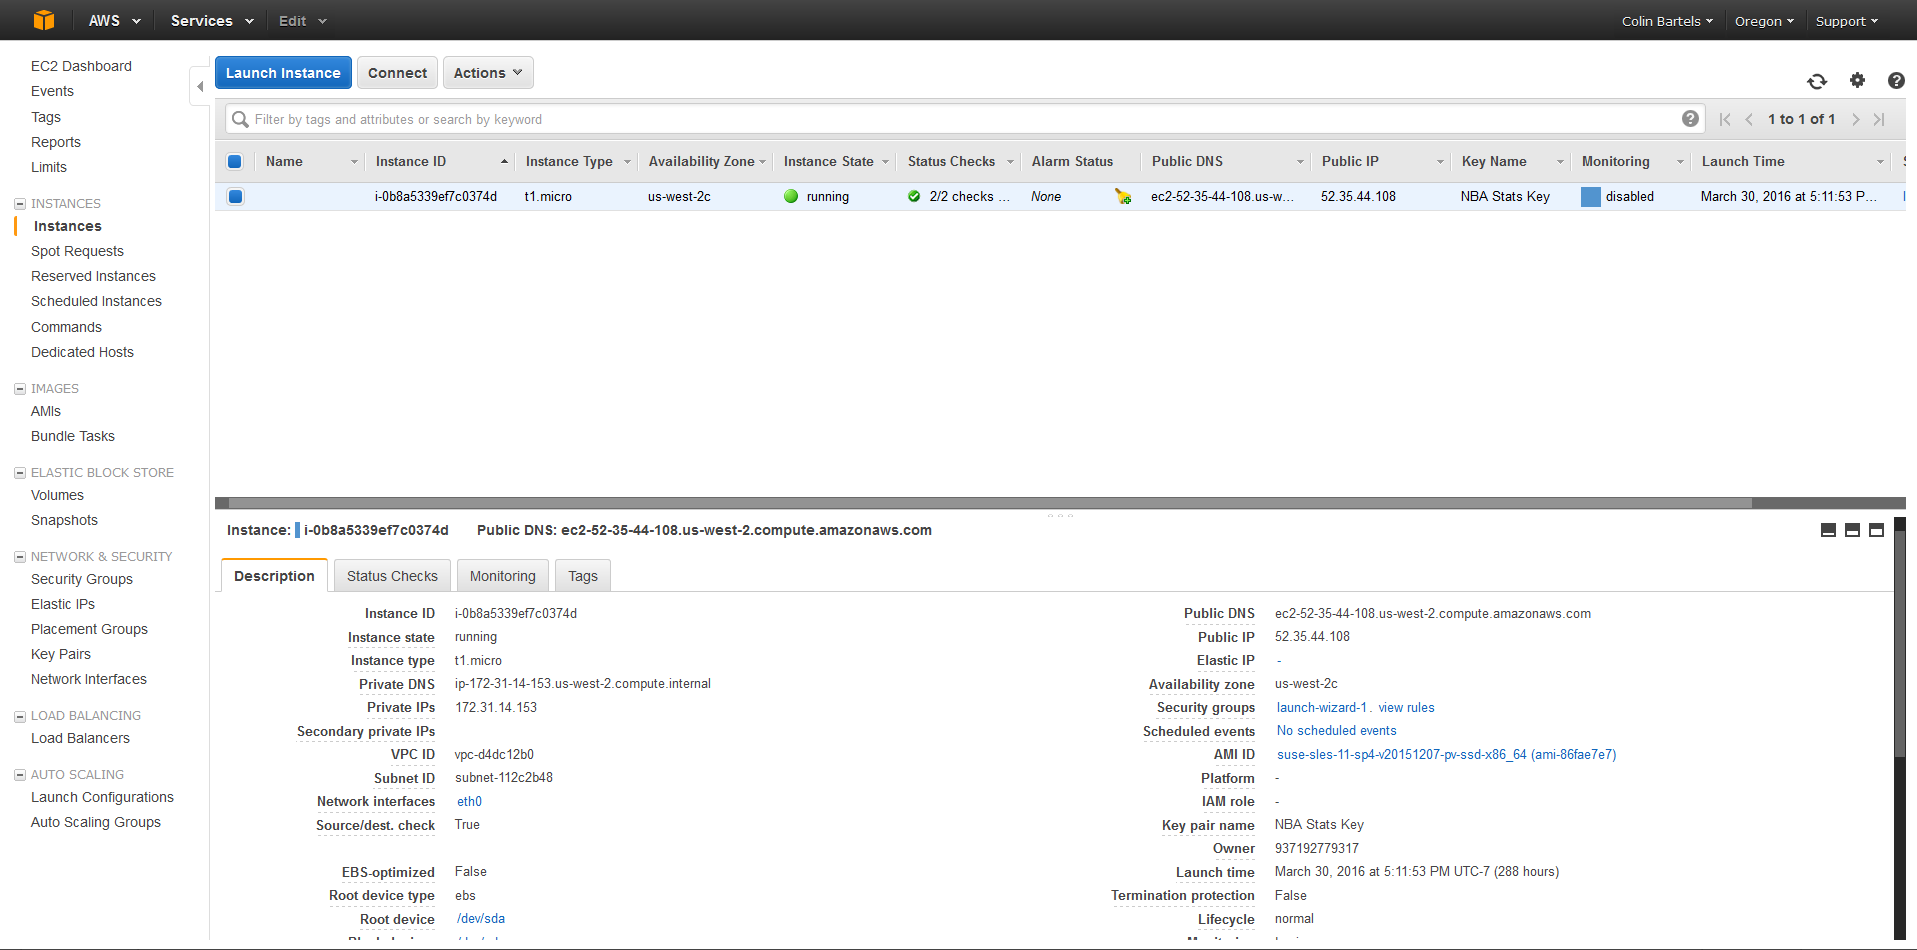 AWS Services Edit Colin Bartels Oregon Support
EC2 Dashboard
Events
Tags
Reports
Limits
INSTANCES
Instances
Spot Requests
Reserved Instances
Scheduled Instances
Commands
Dedicated Hosts
IMAGES
AMIs
Bundle Tasks
ELASTIC BLOCK STORE
Volumes
Snapshots
NETWORK & SECURITY
Security Groups
Elastic IPs
Placement Groups
Key Pairs
Network Interfaces
LOAD BALANCING
Load Balancers
AUTO SCALING
Launch Configurations
Auto Scaling Groups
Launch Instance Connect Actions
Filter by tags and attributes or search by keyword 1 to 1 of 1
Name Instance ID Instance Type Availability Zone Instance State Status Checks Alarm Status Public DNS Public IP Key Name Monitoring Launch Time
i-0b8a5339ef7c0374d t1.micro us-west-2c running 2/2 checks ... None ec2-52-35-44-108.us-w... 52.35.44.108 NBA Stats Key disabled March 30, 2016 at 5:11:53 P...
Instance: i-0b8a5339ef7c0374d Public DNS: ec2-52-35-44-108.us-west-2.compute.amazonaws.com
Description Status Checks Monitoring Tags
Instance ID i-0b8a5339ef7c0374d Public DNS ec2-52-35-44-108.us-west-2.compute.amazonaws.com
Instance state running Public IP 52.35.44.108
Instance type t1.micro Elastic IP -
Private DNS ip-172-31-14-153.us-west-2.compute.internal Availability zone us-west-2c
Private IPs 172.31.14.153 Security groups launch-wizard-1. view rules
Secondary private IPs Scheduled events No scheduled events
VPC ID vpc-d4dc12b0 AMI ID suse-sles-11-sp4-v20151207-pv-ssd-x86_64 (ami-86fae7e7)
Subnet ID subnet-112c2b48 Platform -
Network interfaces eth0 IAM role -
Source/dest. check True Key pair name NBA Stats Key
Owner 937192779317
EBS-optimized False Launch time March 30, 2016 at 5:11:53 PM UTC-7 (288 hours)
Root device type ebs Termination protection False
Root device /dev/sda Lifecycle normal